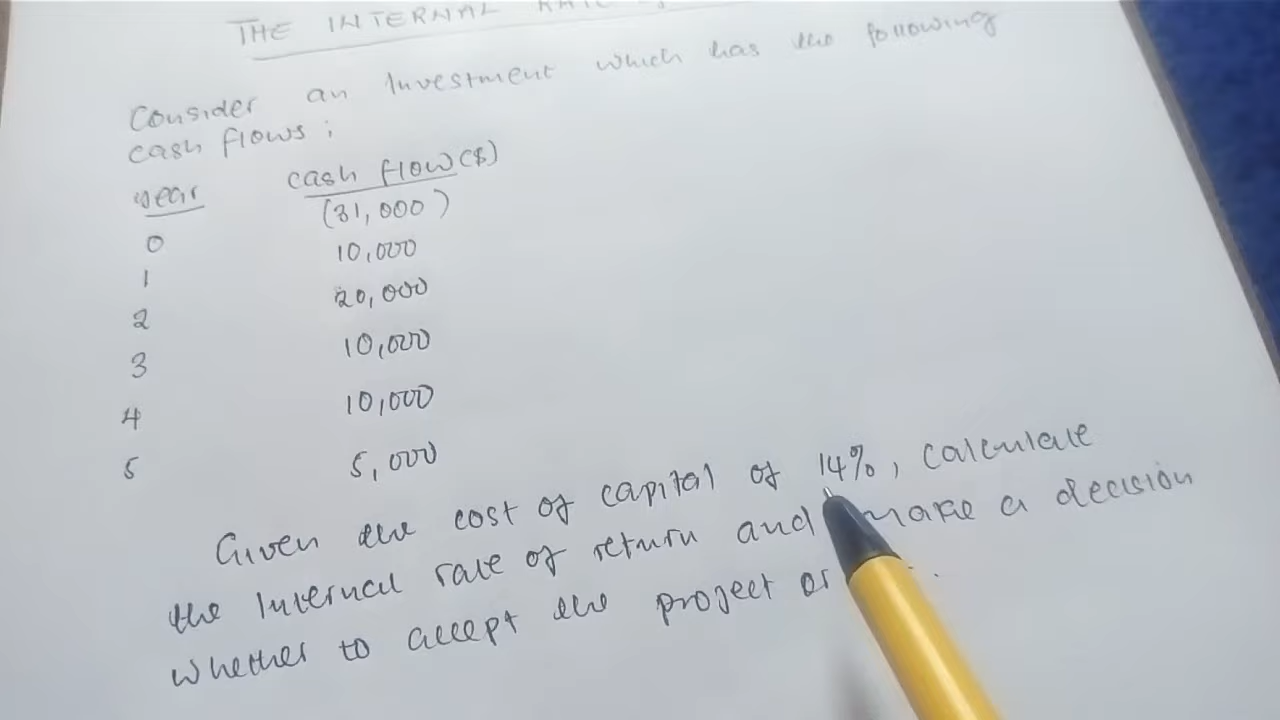 THE INTERNAL
Consider an Investment which has the following
cash flows:
year cash flow($)
0 (31,000)
1 10,000
2 20,000
3 10,000
4 10,000
5 5,000
Given the cost of capital of 14%, calculate
the Internal rate of return and make a decision
whether to accept the project or